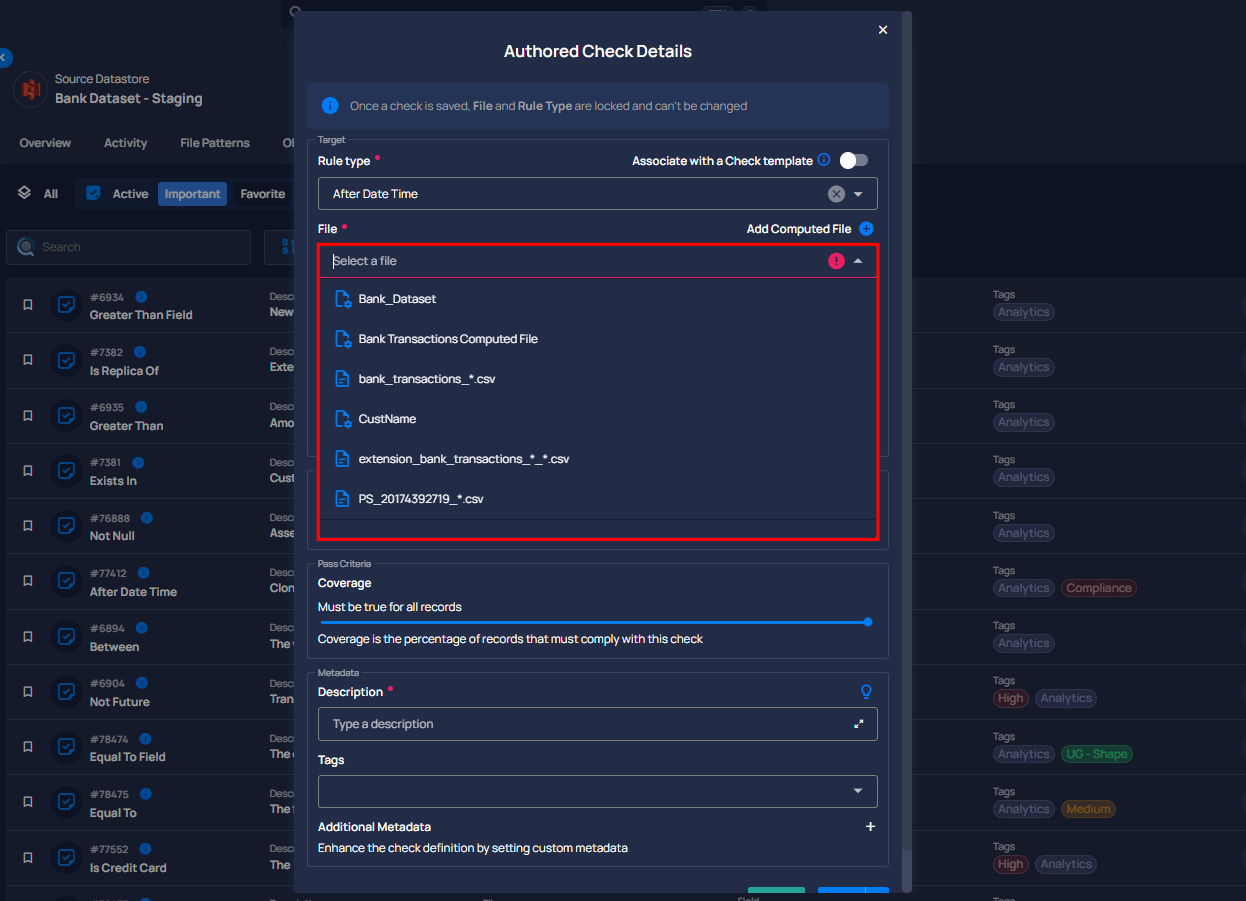 Authored Check Details
Source Datastore
Bank Dataset - Staging
Once a check is saved, File and Rule Type are locked and can't be changed
Overview Activity File Patterns
Target
Rule type * Associate with a Check template
All Active Important Favorite
After Date Time
File * Add Computed File
Search
Select a file
Bank_Dataset
Bank Transactions Computed File
bank_transactions_*.csv
CustName
extension_bank_transactions_*_*.csv
PS_20174392719_*.csv
Pass Criteria
Coverage
Must be true for all records
Coverage is the percentage of records that must comply with this check
Metadata
Description *
Type a description
Tags
Additional Metadata
Enhance the check definition by setting custom metadata
#6934
Greater Than Field
New
Tags
Analytics
#7382
Is Replica Of
Tags
Analytics
#6935
Greater Than
Tags
Analytics
#7381
Exists In
Tags
Analytics
#76888
Not Null
Tags
Analytics
#77412
After Date Time
Tags
Analytics Compliance
#6894
Between
The
Tags
Analytics
#6904
Not Future
Tags
High Analytics
#78474
Equal To Field
The
Tags
Analytics UG - Shape
#78475
Equal To
The
Tags
Analytics Medium
#77552
Is Credit Card
The
Tags
High Analytics